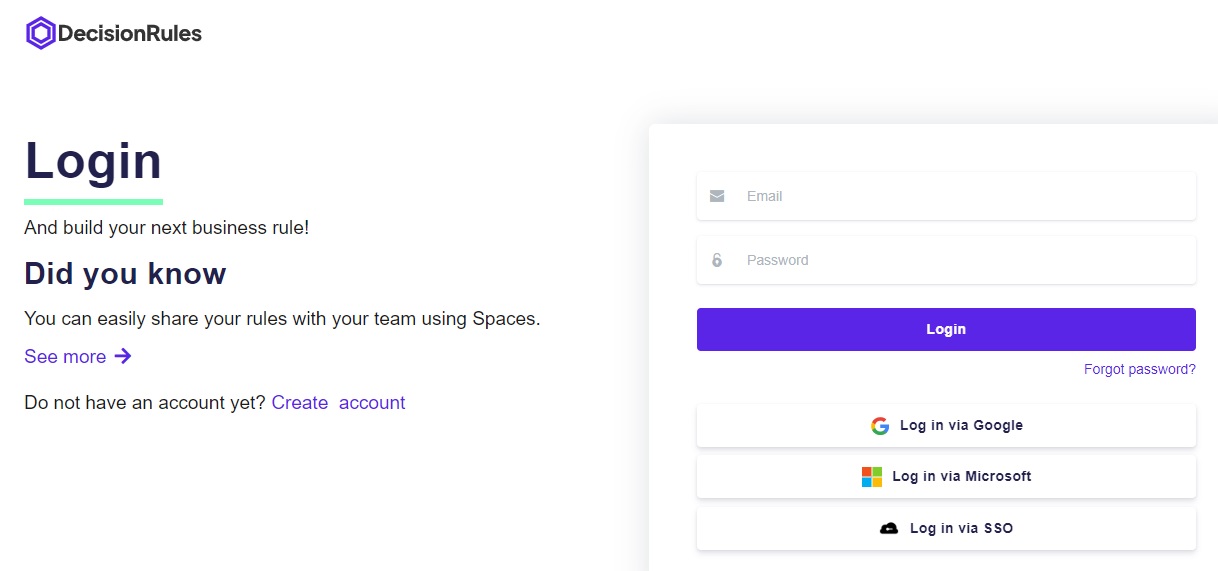 DecisionRules
Login
And build your next business rule!
Did you know
You can easily share your rules with your team using Spaces.
See more
Do not have an account yet? Create account
Email
Password
Login
Forgot password?
Log in via Google
Log in via Microsoft
Log in via SSO